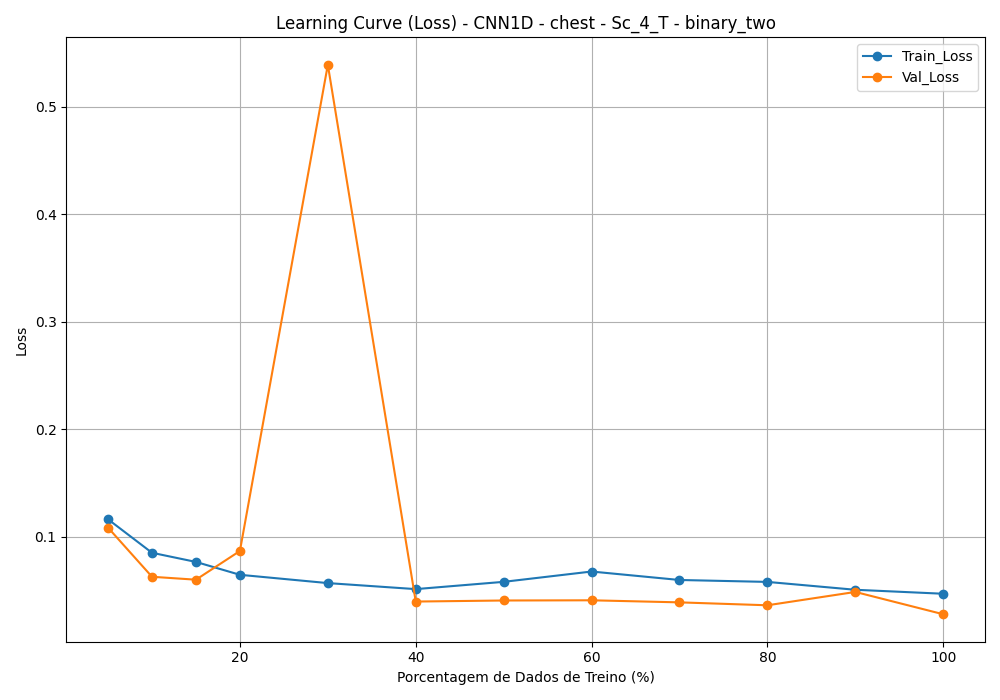 Learning Curve (Loss) - CNN1D - chest - Sc_4_T - binary_two
Train_Loss
Val_Loss
0.5
0.4
0.3
0.2
0.1
Loss
20
40
60
80
100
Porcentagem de Dados de Treino (%)